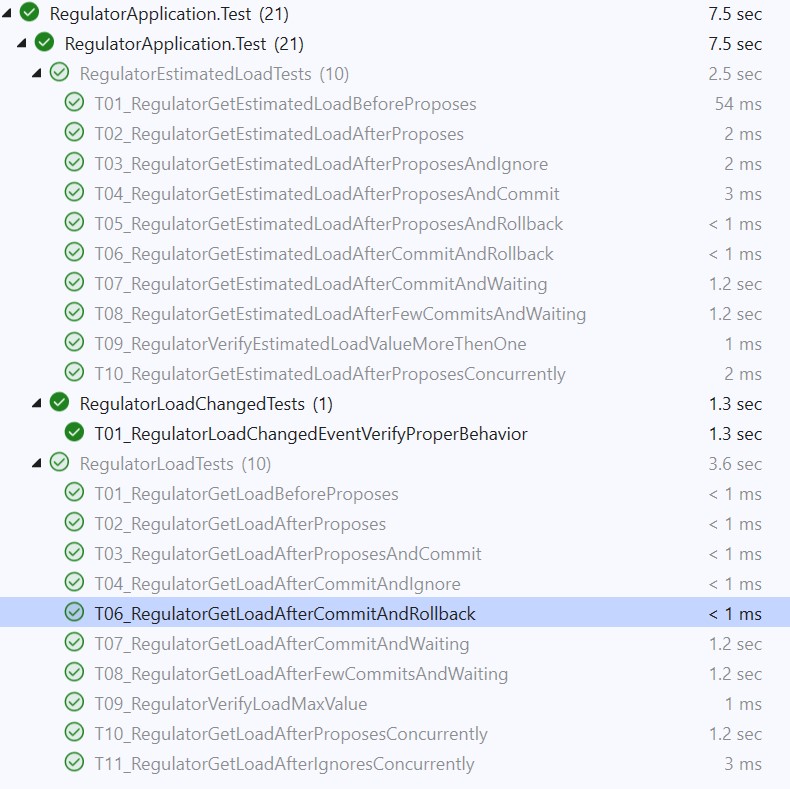 RegulatorApplication.Test (21) 7.5 sec
RegulatorApplication.Test (21) 7.5 sec
RegulatorEstimatedLoadTests (10) 2.5 sec
T01_RegulatorGetEstimatedLoadBeforeProposes 54 ms
T02_RegulatorGetEstimatedLoadAfterProposes 2 ms
T03_RegulatorGetEstimatedLoadAfterProposesAndIgnore 2 ms
T04_RegulatorGetEstimatedLoadAfterProposesAndCommit 3 ms
T05_RegulatorGetEstimatedLoadAfterProposesAndRollback < 1 ms
T06_RegulatorGetEstimatedLoadAfterCommitAndRollback < 1 ms
T07_RegulatorGetEstimatedLoadAfterCommitAndWaiting 1.2 sec
T08_RegulatorGetEstimatedLoadAfterFewCommitsAndWaiting 1.2 sec
T09_RegulatorVerifyEstimatedLoadValueMoreThenOne 1 ms
T10_RegulatorGetEstimatedLoadAfterProposesConcurrently 2 ms
RegulatorLoadChangedTests (1) 1.3 sec
T01_RegulatorLoadChangedEventVerifyProperBehavior 1.3 sec
RegulatorLoadTests (10) 3.6 sec
T01_RegulatorGetLoadBeforeProposes < 1 ms
T02_RegulatorGetLoadAfterProposes < 1 ms
T03_RegulatorGetLoadAfterProposesAndCommit < 1 ms
T04_RegulatorGetLoadAfterCommitAndIgnore < 1 ms
T06_RegulatorGetLoadAfterCommitAndRollback < 1 ms
T07_RegulatorGetLoadAfterCommitAndWaiting 1.2 sec
T08_RegulatorGetLoadAfterFewCommitsAndWaiting 1.2 sec
T09_RegulatorVerifyLoadMaxValue 1 ms
T10_RegulatorGetLoadAfterProposesConcurrently 1.2 sec
T11_RegulatorGetLoadAfterIgnoresConcurrently 3 ms